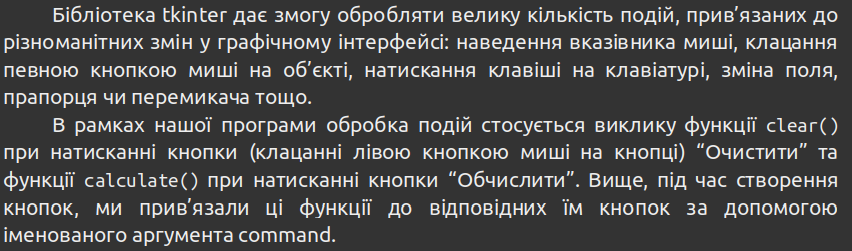 Бібліотека tkinter дає змогу обробляти велику кількість подій, прив’язаних до
різноманітних змін у графічному інтерфейсі: наведення вказівника миші, клацання
певною кнопкою миші на об’єкті, натискання клавіші на клавіатурі, зміна поля,
прапорця чи перемикача тощо.
В рамках нашої програми обробка подій стосується виклику функції clear()
при натисканні кнопки (клацанні лівою кнопкою миші на кнопці) “Очистити” та
функції calculate() при натисканні кнопки “Обчислити”. Вище, під час створення
кнопок, ми прив’язали ці функції до відповідних їм кнопок за допомогою
іменованого аргумента command.